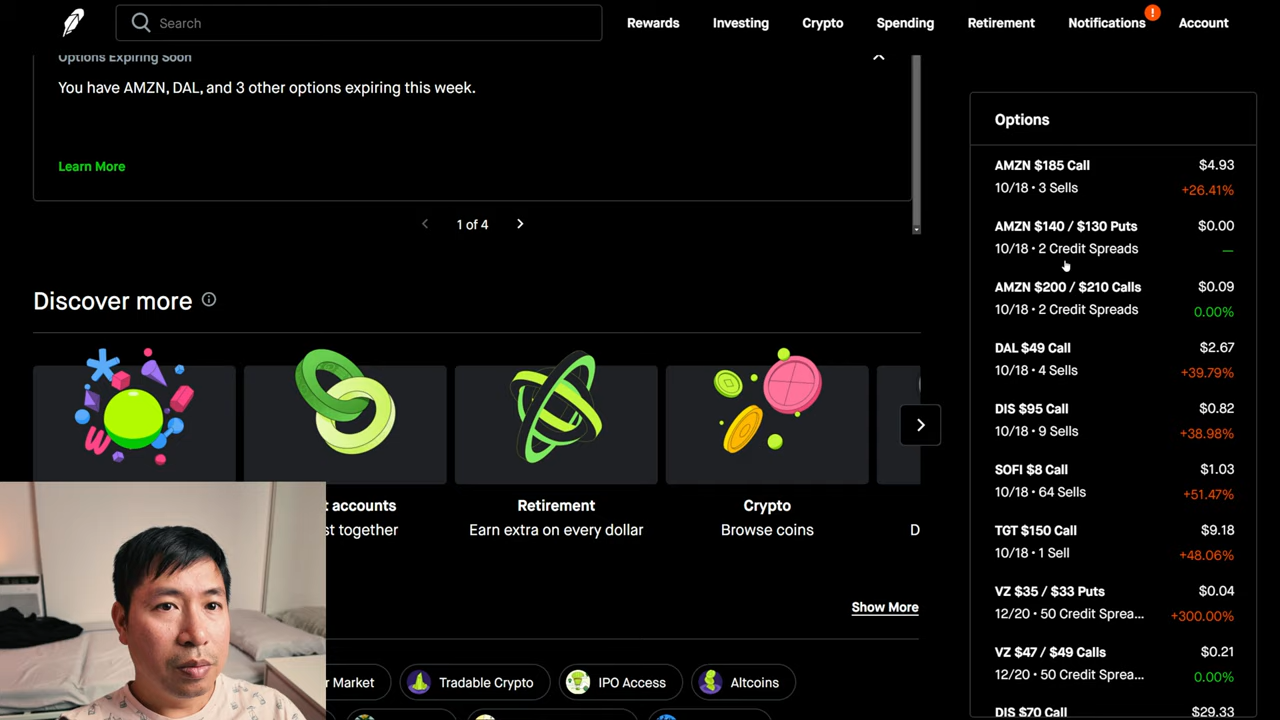 Search
Rewards
Investing
Crypto
Spending
Retirement
Notifications
!
Account
Options Expiring Soon
You have AMZN, DAL, and 3 other options expiring this week.
Learn More
1 of 4
Discover more
t accounts
st together
Retirement
Earn extra on every dollar
Crypto
Browse coins
D
Show More
r Market
Tradable Crypto
IPO Access
Altcoins
Options
AMZN $185 Call $4.93
10/18 • 3 Sells +26.41%
AMZN $140 / $130 Puts $0.00
10/18 • 2 Credit Spreads —
AMZN $200 / $210 Calls $0.09
10/18 • 2 Credit Spreads 0.00%
DAL $49 Call $2.67
10/18 • 4 Sells +39.79%
DIS $95 Call $0.82
10/18 • 9 Sells +38.98%
SOFI $8 Call $1.03
10/18 • 64 Sells +51.47%
TGT $150 Call $9.18
10/18 • 1 Sell +48.06%
VZ $35 / $33 Puts $0.04
12/20 • 50 Credit Sprea... +300.00%
VZ $47 / $49 Calls $0.21
12/20 • 50 Credit Sprea... 0.00%
DIS $70 Call $29.33